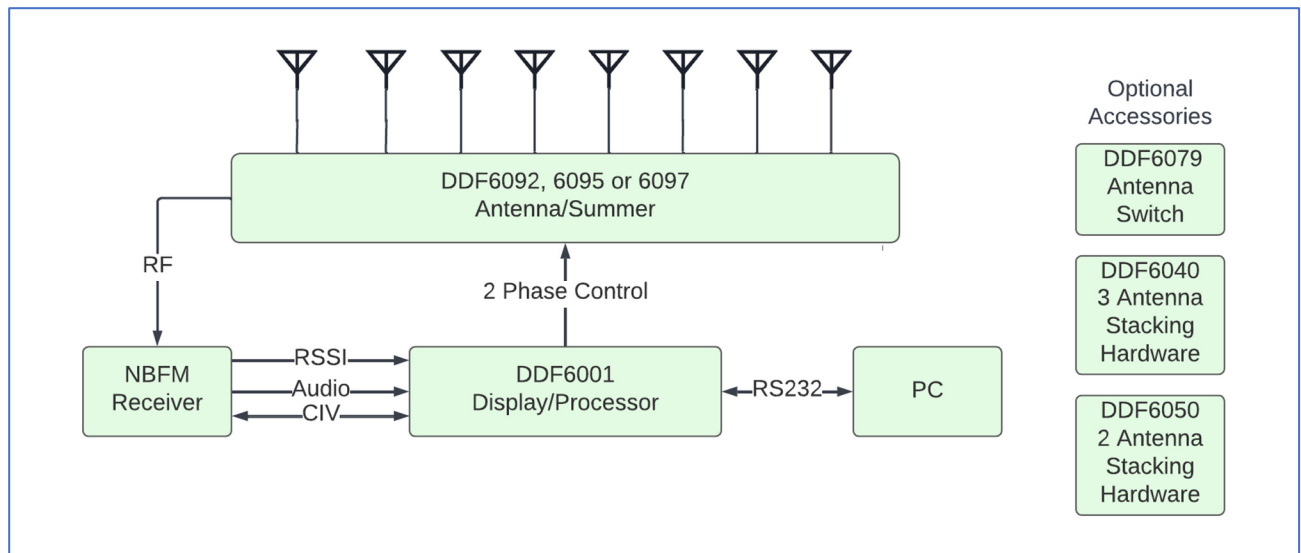 Optional
Accessories
DDF6079
Antenna
Switch
DDF6092, 6095 or 6097
Antenna/Summer
RF
2 Phase Control
DDF6040
3 Antenna
Stacking
Hardware
NBFM
Receiver
RSSI
Audio
CIV
DDF6001
Display/Processor
RS232
PC
DDF6050
2 Antenna
Stacking
Hardware